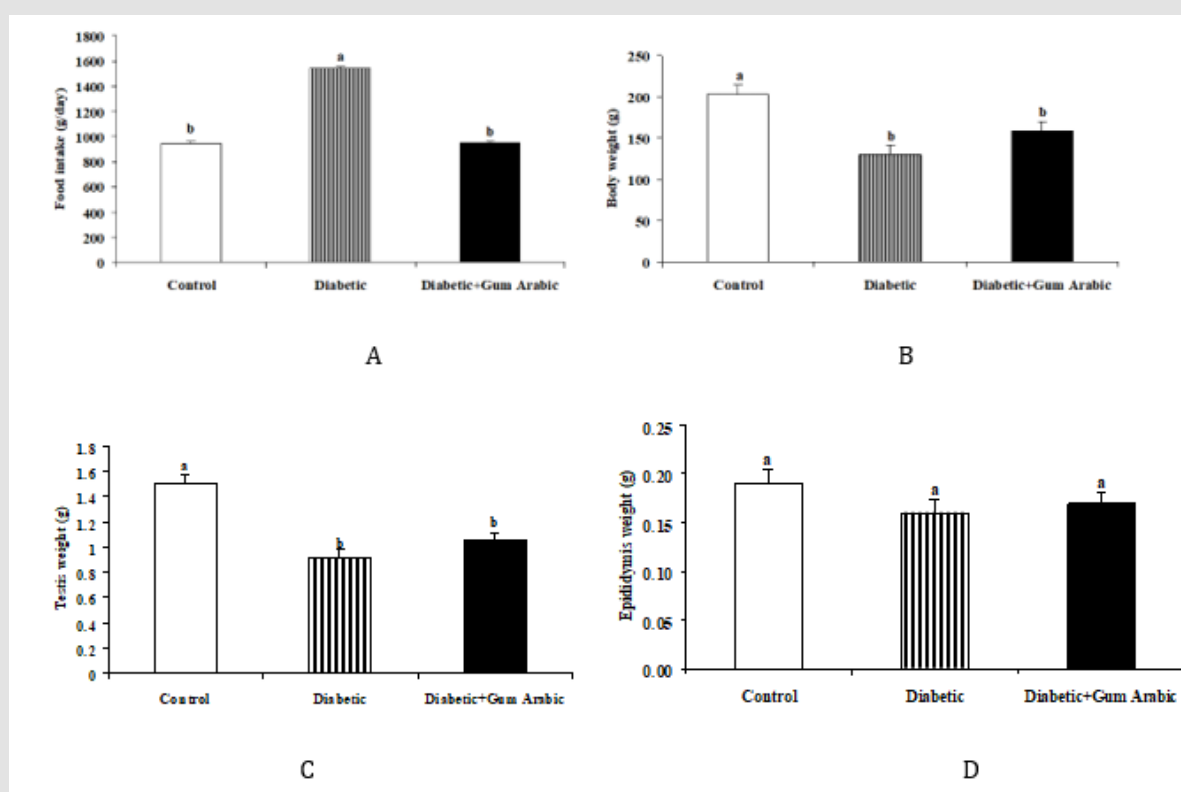 Food intake (g/day)
1800
1600
1400
1200
1000
800
600
400
200
0
b
a
b
Control Diabetic Diabetic+Gum Arabic
A
Body weight (g)
250
200
150
100
50
0
a
b
b
Control Diabetic Diabetic+Gum Arabic
B
Testis weight (g)
1.8
1.6
1.4
1.2
1
0.8
0.6
0.4
0.2
0
a
b
b
Control Diabetic Diabetic+Gum Arabic
C
Epididymis weight (g)
0.25
0.20
0.15
0.10
0.05
0.00
a
a
a
Control Diabetic Diabetic+Gum Arabic
D